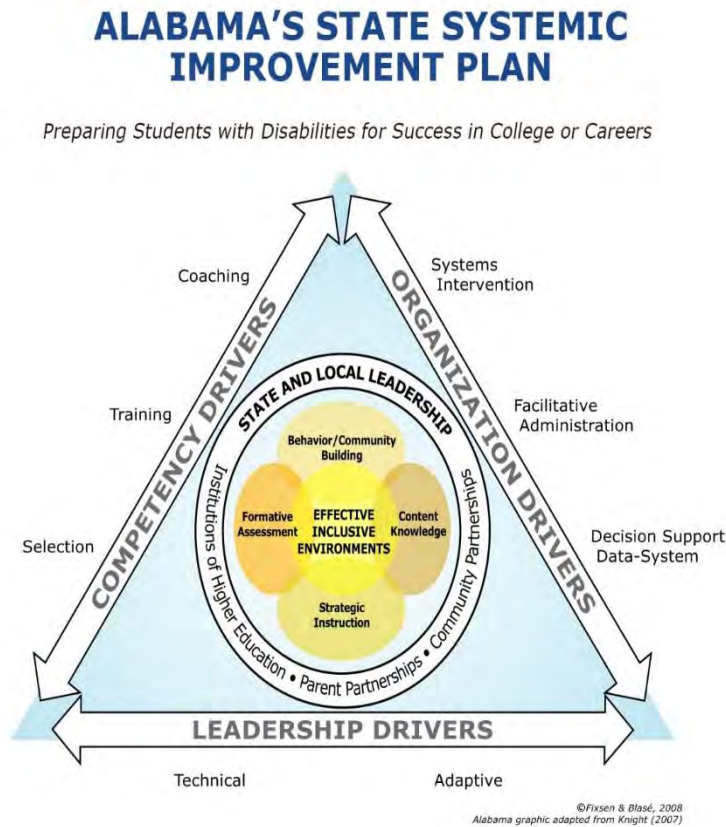 ALABAMA'S STATE SYSTEMIC
IMPROVEMENT PLAN
Preparing Students with Disabilities for Success in College or Careers
Coaching
Training
Selection
COMPETENCY DRIVERS
Systems
Intervention
Facilitative
Administration
Decision Support
Data-System
ORGANIZATION DRIVERS
STATE AND LOCAL LEADERSHIP
Institutions of Higher Education • Parent Partnerships • Community Partnerships
Behavior/Community
Building
Formative
Assessment
EFFECTIVE
INCLUSIVE
ENVIRONMENTS
Content
Knowledge
Strategic
Instruction
LEADERSHIP DRIVERS
Technical
Adaptive
©Fixsen & Blasé, 2008
Alabama graphic adapted from Knight (2007)